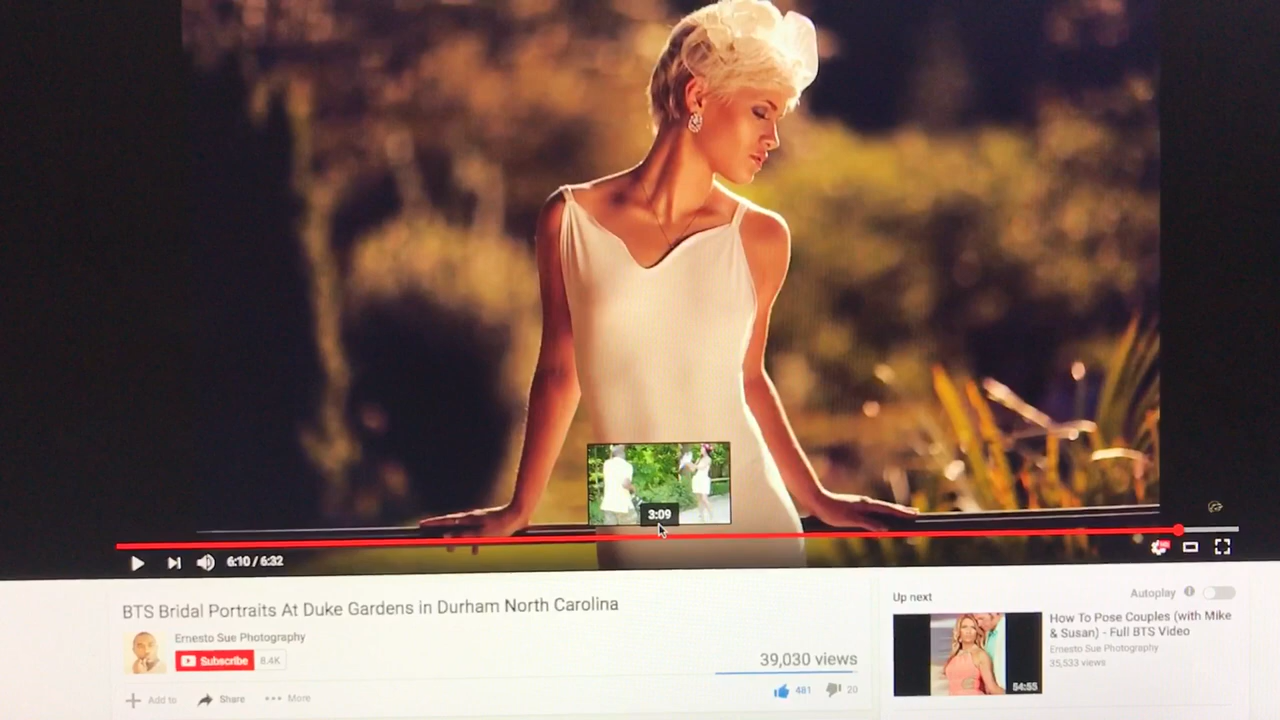 3:09
6:10 / 6:32
BTS Bridal Portraits At Duke Gardens in Durham North Carolina
Ernesto Sue Photography
Subscribe 8.4K
39,030 views
Add to Share More
481 20
Up next
Autoplay
How To Pose Couples (with Mike
& Susan) - Full BTS Video
Ernesto Sue Photography
35,533 views
54:55